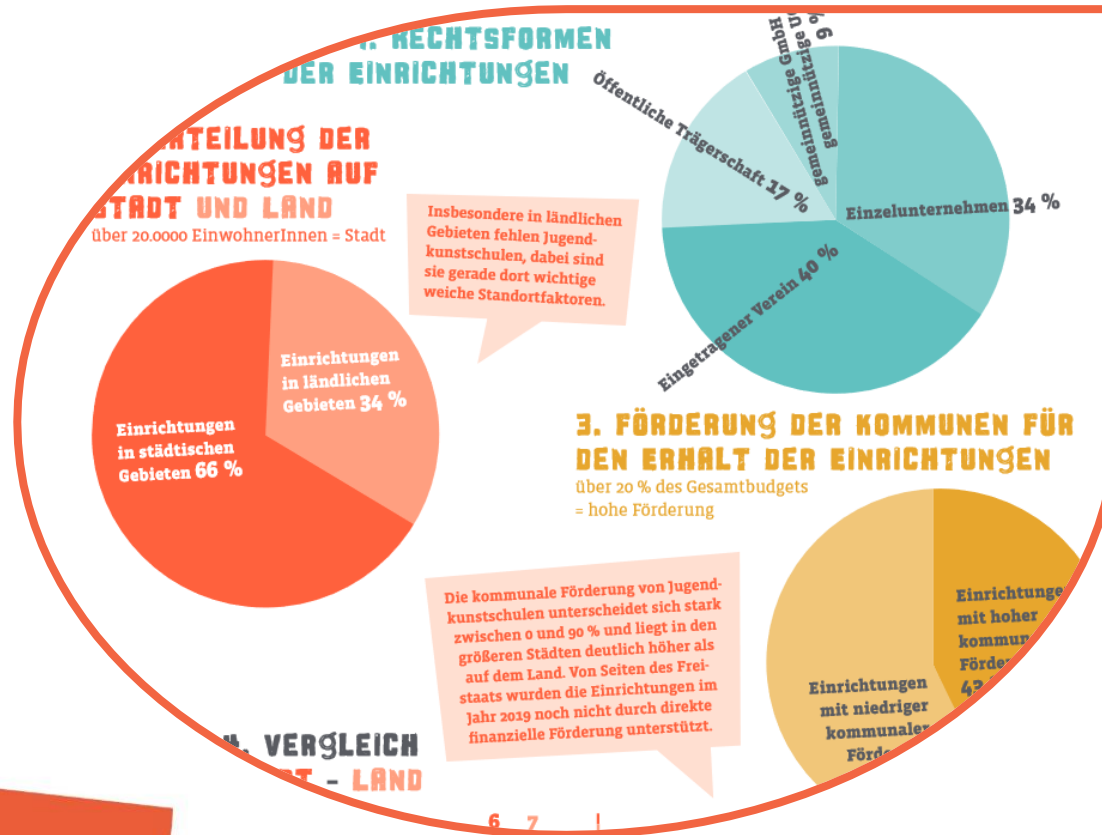 RECHTSFORMEN
DER EINRICHTUNGEN
gemeinnützige GmbH
gemeinnützige
9 %
Öffentliche Trägerschaft 17 %
Einzelunternehmen 34 %
Eingetragener Verein 40 %
TEILUNG DER
RICHTUNGEN AUF
STADT UND LAND
über 20.0000 EinwohnerInnen = Stadt
Insbesondere in ländlichen
Gebieten fehlen Jugend-
kunstschulen, dabei sind
sie gerade dort wichtige
weiche Standortfaktoren.
Einrichtungen
in ländlichen
Gebieten 34 %
Einrichtungen
in städtischen
Gebieten 66 %
3. FÖRDERUNG DER KOMMUNEN FÜR
DEN ERHALT DER EINRICHTUNGEN
über 20 % des Gesamtbudgets
= hohe Förderung
Einrichtunge
mit hoher
kommun
Förde
43
Einrichtungen
mit niedriger
kommunaler
Förde
Die kommunale Förderung von Jugend-
kunstschulen unterscheidet sich stark
zwischen 0 und 90 % und liegt in den
größeren Städten deutlich höher als
auf dem Land. Von Seiten des Frei-
staats wurden die Einrichtungen im
Jahr 2019 noch nicht durch direkte
finanzielle Förderung unterstützt.
4. VERGLEICH
- LAND
6 7